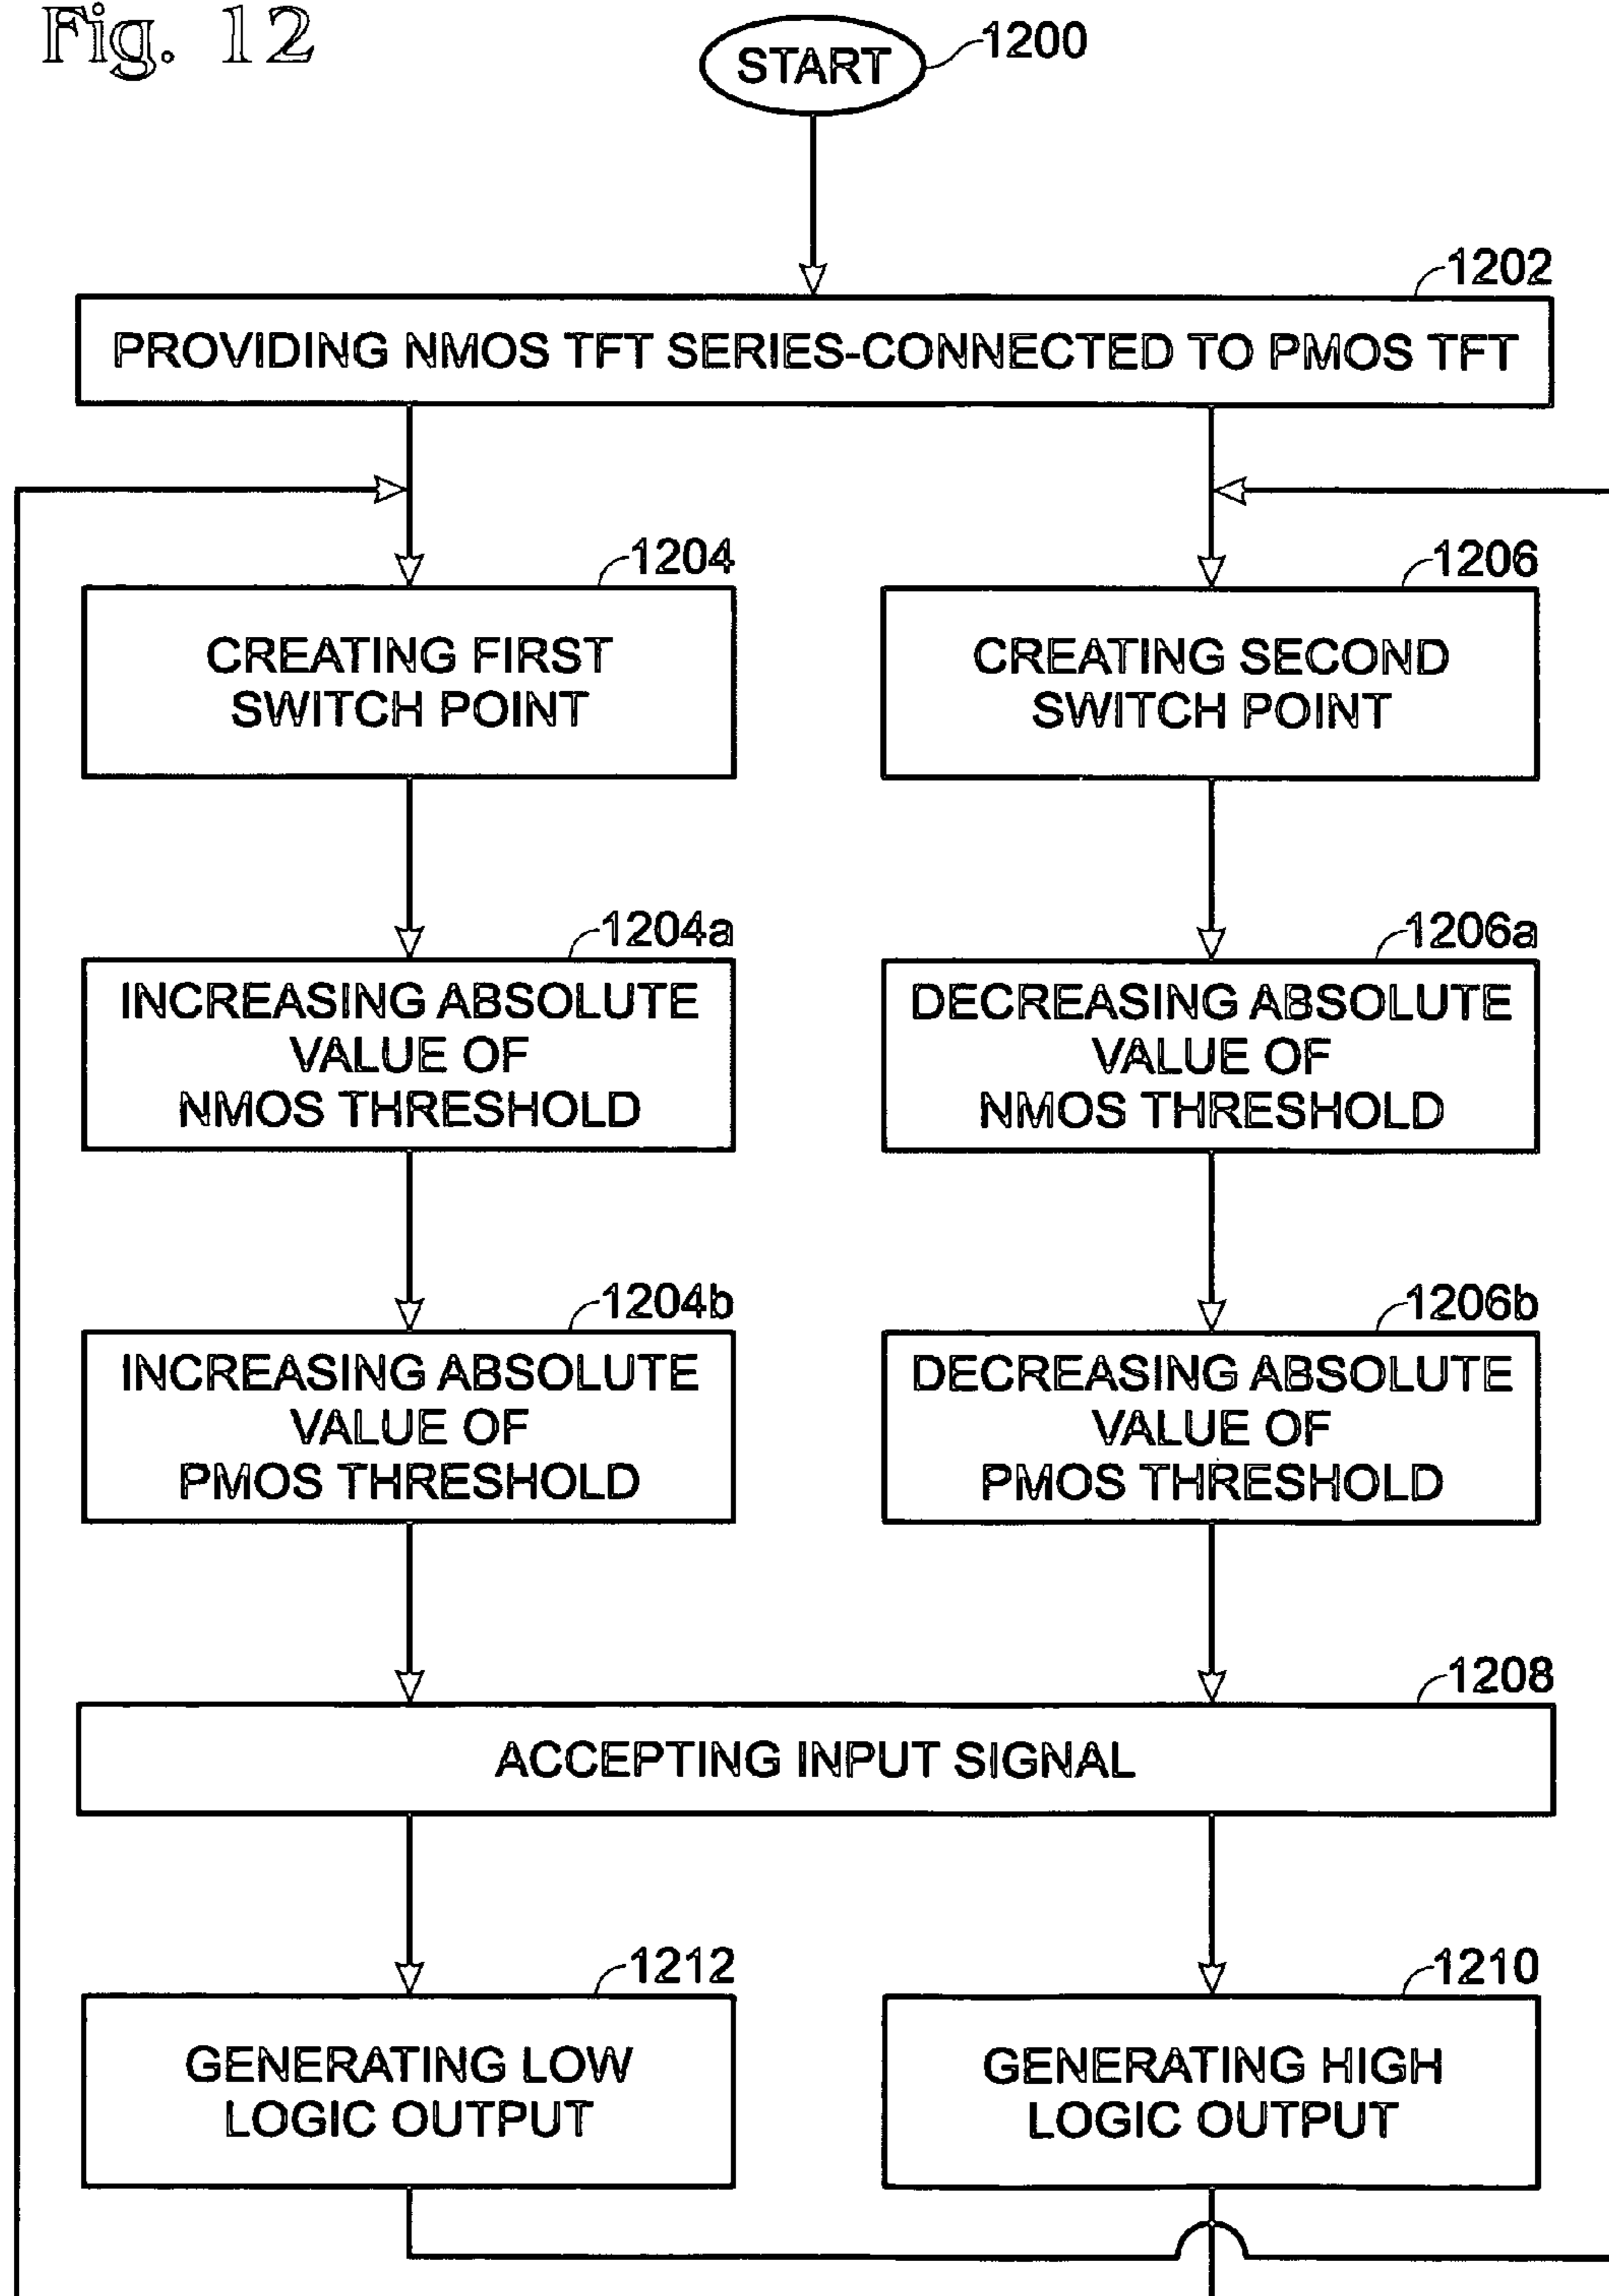 Fig. 12
START
1200
1202
PROVIDING NMOS TFT SERIES-CONNECTED TO PMOS TFT
1204
CREATING FIRST
SWITCH POINT
1206
CREATING SECOND
SWITCH POINT
1204a
INCREASING ABSOLUTE
VALUE OF
NMOS THRESHOLD
1206a
DECREASING ABSOLUTE
VALUE OF
NMOS THRESHOLD
1204b
INCREASING ABSOLUTE
VALUE OF
PMOS THRESHOLD
1206b
DECREASING ABSOLUTE
VALUE OF
PMOS THRESHOLD
1208
ACCEPTING INPUT SIGNAL
1212
GENERATING LOW
LOGIC OUTPUT
1210
GENERATING HIGH
LOGIC OUTPUT